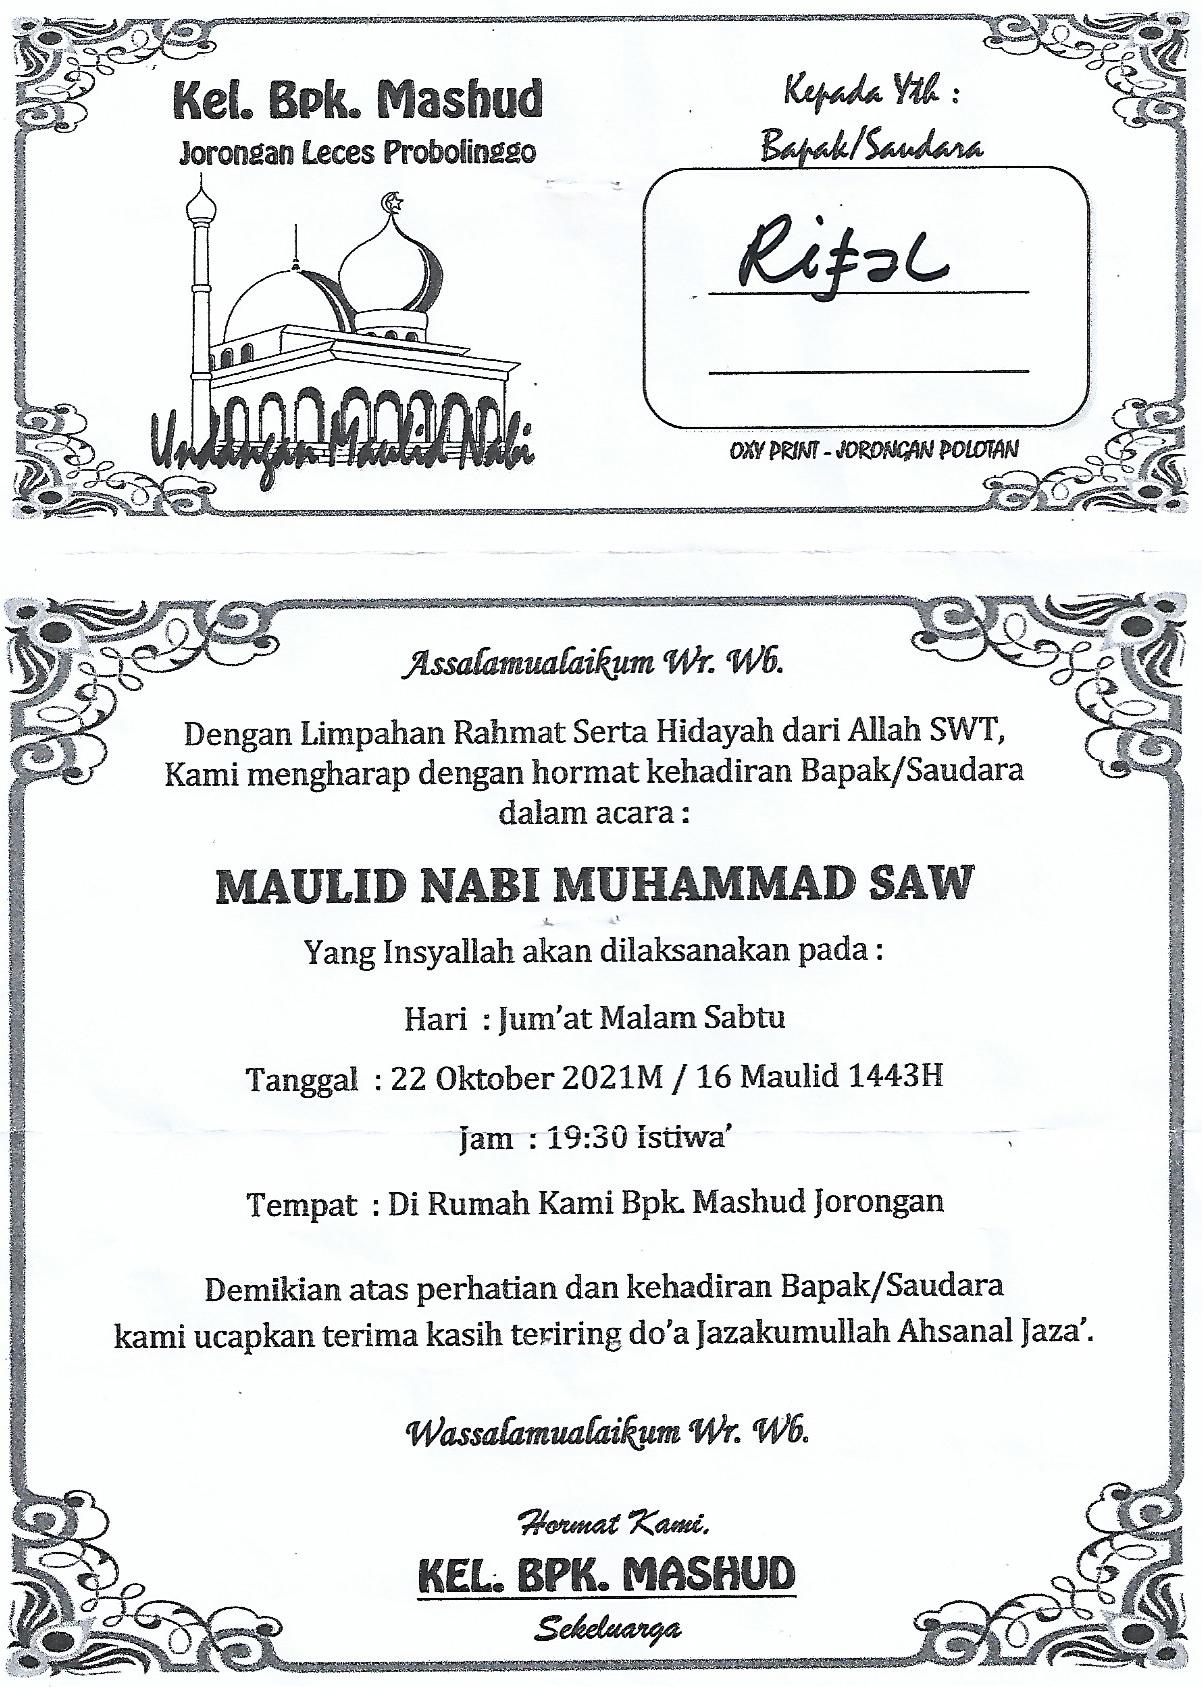 Kel. Bpk. Mashud
Jorongan Leces Probolinggo
Undangan Maulid Nabi
Kepada Yth :
Bapak/Saudara
Rifal
OXY PRINT - JORONGAN POLOTAN
Assalamualaikum Wr. Wb.
Dengan Limpahan Rahmat Serta Hidayah dari Allah SWT,
Kami mengharap dengan hormat kehadiran Bapak/Saudara
dalam acara :
MAULID NABI MUHAMMAD SAW
Yang Insyallah akan dilaksanakan pada :
Hari : Jum'at Malam Sabtu
Tanggal : 22 Oktober 2021M / 16 Maulid 1443H
Jam : 19:30 Istiwa'
Tempat : Di Rumah Kami Bpk. Mashud Jorongan
Demikian atas perhatian dan kehadiran Bapak/Saudara
kami ucapkan terima kasih teriring do'a Jazakumullah Ahsanal Jaza'.
Wassalamualaikum Wr. Wb.
Hormat Kami.
KEL. BPK. MASHUD
Sekeluarga